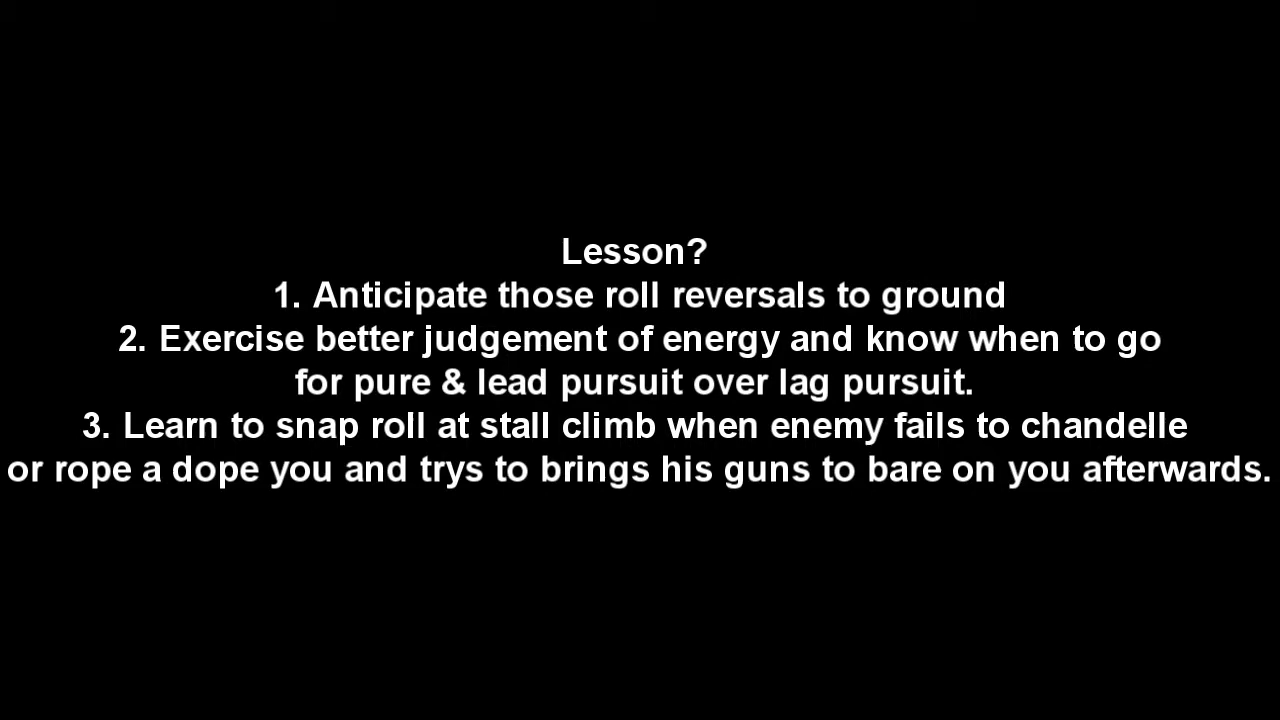 Lesson?
1. Anticipate those roll reversals to ground
2. Exercise better judgement of energy and know when to go
for pure & lead pursuit over lag pursuit.
3. Learn to snap roll at stall climb when enemy fails to chandelle
or rope a dope you and trys to brings his guns to bare on you afterwards.